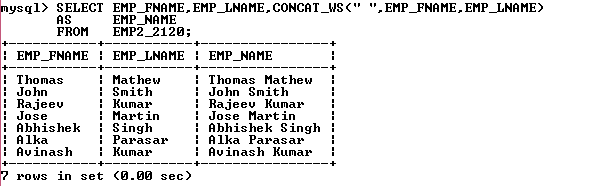 mysql> SELECT EMP_FNAME,EMP_LNAME,CONCAT_WS(" ",EMP_FNAME,EMP_LNAME)
AS EMP_NAME
FROM EMP2_2120;
+-----------+-----------+----------------+
| EMP_FNAME | EMP_LNAME | EMP_NAME |
+-----------+-----------+----------------+
| Thomas | Mathew | Thomas Mathew |
| John | Smith | John Smith |
| Rajeev | Kumar | Rajeev Kumar |
| Jose | Martin | Jose Martin |
| Abhishek | Singh | Abhishek Singh |
| Alka | Parasar | Alka Parasar |
| Avinash | Kumar | Avinash Kumar |
+-----------+-----------+----------------+
7 rows in set (0.00 sec)